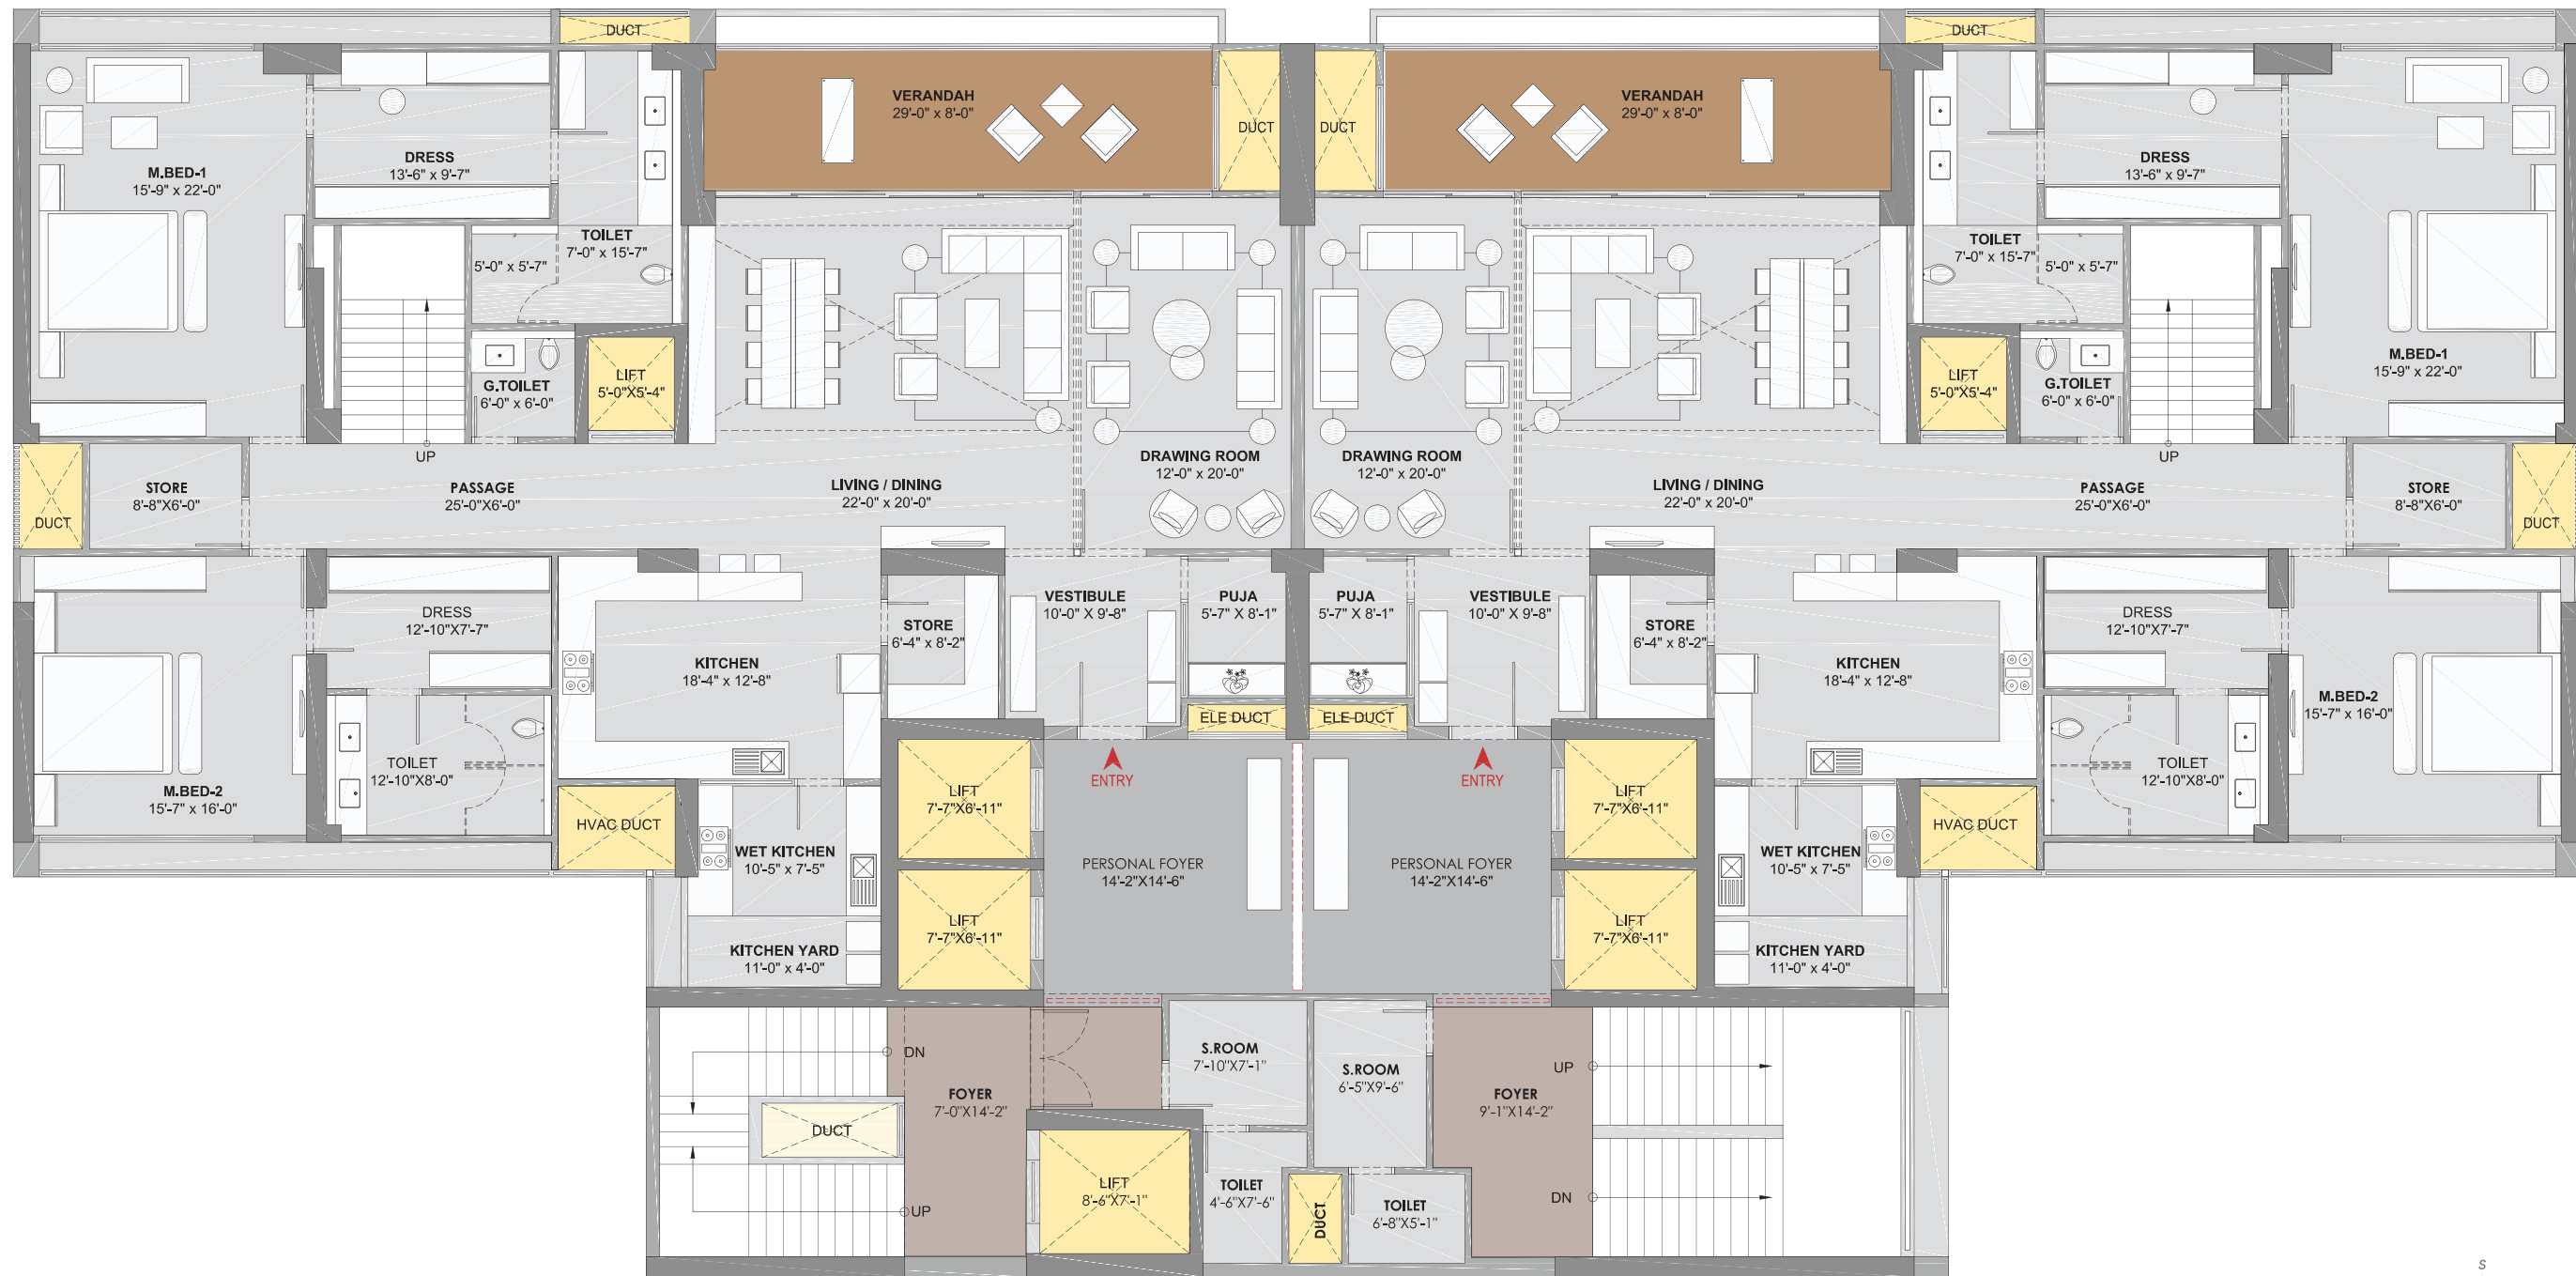 DUCT
DUCT
VERANDAH
29'-0" x 8'-0"
VERANDAH
29'-0" x 8'-0"
DUCT
DUCT
M.BED-1
15'-9" x 22'-0"
DRESS
13'-6" x 9'-7"
DRESS
13'-6" x 9'-7"
TOILET
7'-0" x 15'-7"
5'-0" x 5'-7"
TOILET
7'-0" x 15'-7"
5'-0" x 5'-7"
G.TOILET
6'-0" x 6'-0"
LIFT
5'-0"X5'-4"
LIFT
5'-0"X5'-4"
G.TOILET
6'-0" x 6'-0"
M.BED-1
15'-9" x 22'-0"
UP
UP
DRAWING ROOM
12'-0" x 20'-0"
DRAWING ROOM
12'-0" x 20'-0"
DUCT
STORE
8'-8"X6'-0"
PASSAGE
25'-0"X6'-0"
LIVING / DINING
22'-0" x 20'-0"
LIVING / DINING
22'-0" x 20'-0"
PASSAGE
25'-0"X6'-0"
STORE
8'-8"X6'-0"
DUCT
DRESS
12'-10"X7'-7"
STORE
6'-4" x 8'-2"
VESTIBULE
10'-0" X 9'-8"
PUJA
5'-7" X 8'-1"
PUJA
5'-7" X 8'-1"
VESTIBULE
10'-0" X 9'-8"
STORE
6'-4" x 8'-2"
DRESS
12'-10"X7'-7"
KITCHEN
18'-4" x 12'-8"
KITCHEN
18'-4" x 12'-8"
M.BED-2
15'-7" x 16'-0"
ELE DUCT
ELE DUCT
M.BED-2
15'-7" x 16'-0"
TOILET
12'-10"X8'-0"
TOILET
12'-10"X8'-0"
ENTRY
ENTRY
LIFT
7'-7"X6'-11"
LIFT
7'-7"X6'-11"
HVAC DUCT
HVAC DUCT
WET KITCHEN
10'-5" x 7'-5"
PERSONAL FOYER
14'-2"X14'-6"
PERSONAL FOYER
14'-2"X14'-6"
WET KITCHEN
10'-5" x 7'-5"
LIFT
7'-7"X6'-11"
LIFT
7'-7"X6'-11"
KITCHEN YARD
11'-0" x 4'-0"
KITCHEN YARD
11'-0" x 4'-0"
DN
S.ROOM
7'-10"X7'-1"
S.ROOM
6'-5"X9'-6"
UP
FOYER
7'-0"X14'-2"
FOYER
9'-1"X14'-2"
DUCT
LIFT
8'-6"X7'-1"
TOILET
4'-6"X7'-6"
DUCT
TOILET
6'-8"X5'-1"
DN
UP
S